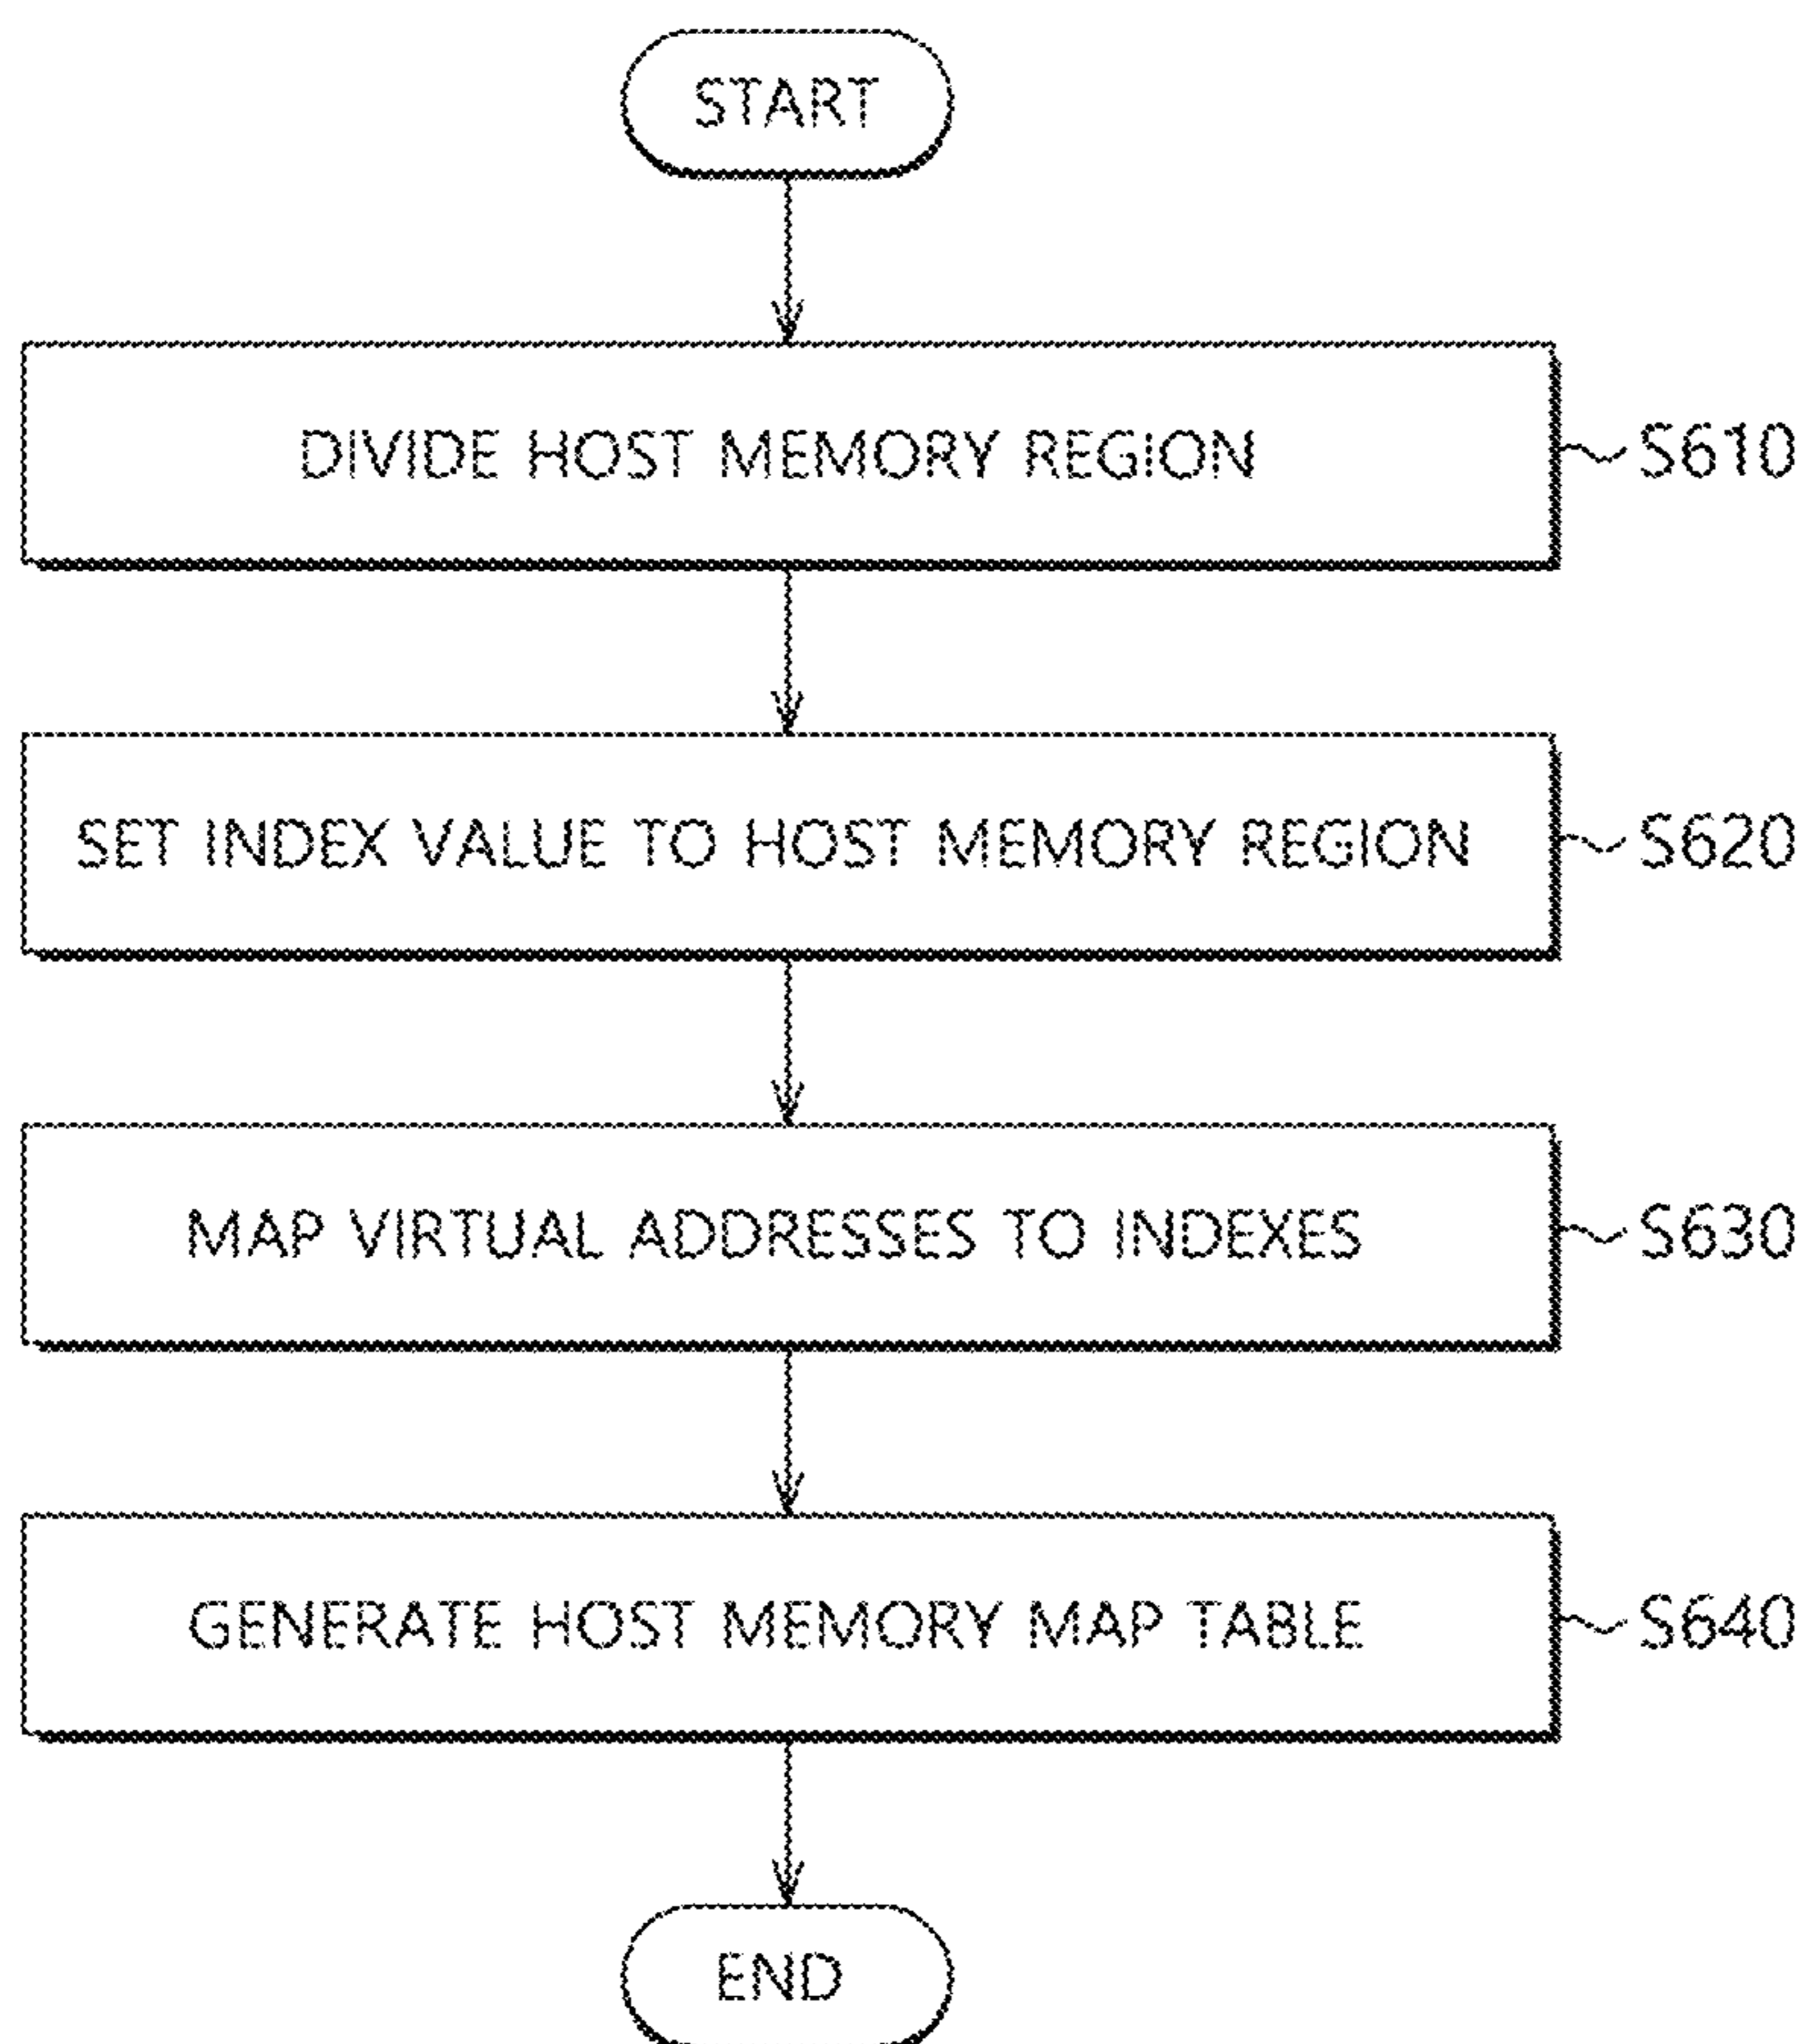 START
DIVIDE HOST MEMORY REGION
S610
SET INDEX VALUE TO HOST MEMORY REGION
S620
MAP VIRTUAL ADDRESSES TO INDEXES
S630
GENERATE HOST MEMORY MAP TABLE
S640
END